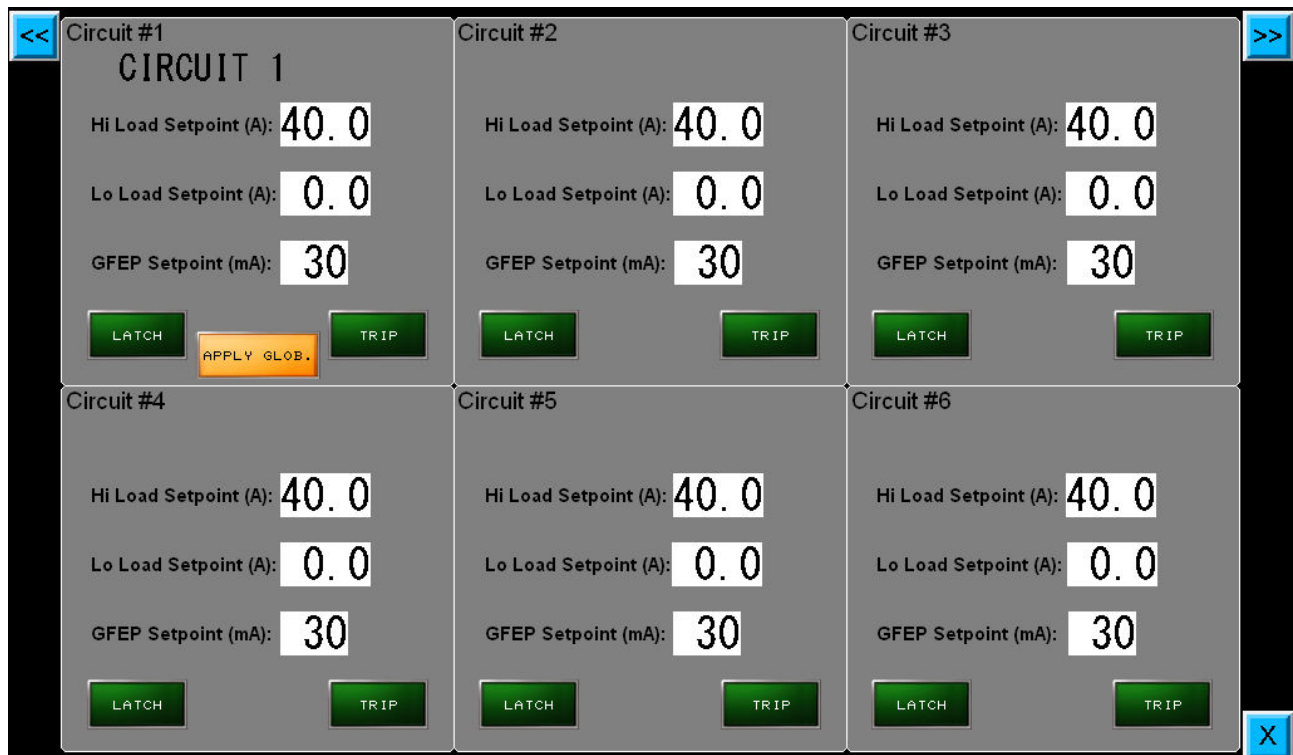 <<
Circuit #1
CIRCUIT 1
Hi Load Setpoint (A): 40.0
Lo Load Setpoint (A): 0.0
GFEP Setpoint (mA): 30
LATCH
APPLY GLOB.
TRIP
Circuit #2
Hi Load Setpoint (A): 40.0
Lo Load Setpoint (A): 0.0
GFEP Setpoint (mA): 30
LATCH
TRIP
Circuit #3
Hi Load Setpoint (A): 40.0
Lo Load Setpoint (A): 0.0
GFEP Setpoint (mA): 30
LATCH
TRIP
>>
Circuit #4
Hi Load Setpoint (A): 40.0
Lo Load Setpoint (A): 0.0
GFEP Setpoint (mA): 30
LATCH
TRIP
Circuit #5
Hi Load Setpoint (A): 40.0
Lo Load Setpoint (A): 0.0
GFEP Setpoint (mA): 30
LATCH
TRIP
Circuit #6
Hi Load Setpoint (A): 40.0
Lo Load Setpoint (A): 0.0
GFEP Setpoint (mA): 30
LATCH
TRIP
X